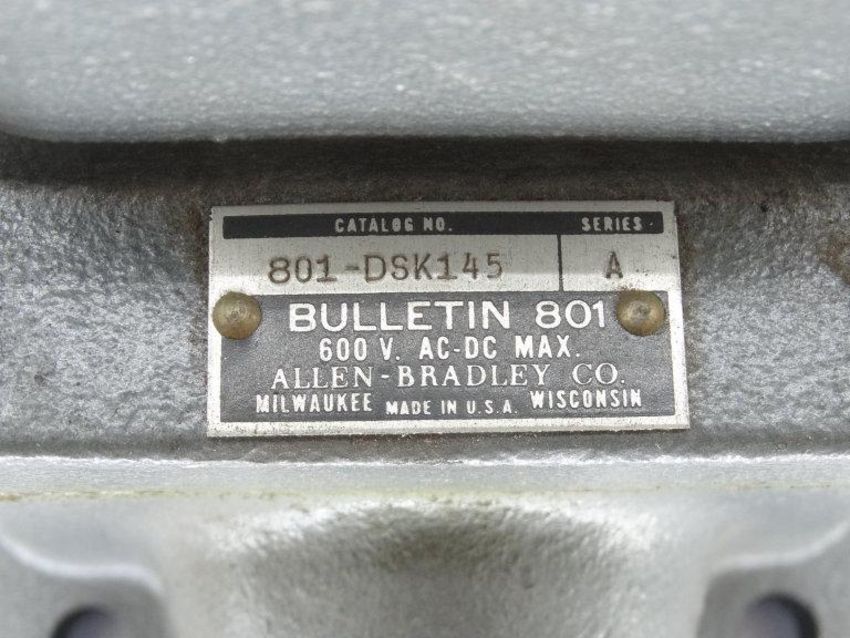 CATALOG NO. SERIES
801-DSK145 A
BULLETIN 801
600 V. AC-DC MAX.
ALLEN-BRADLEY CO.
MILWAUKEE MADE IN U.S.A. WISCONSIN